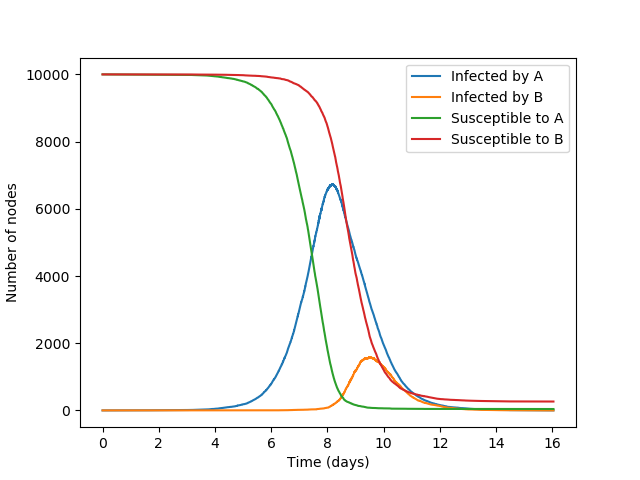 10000
8000
6000
4000
2000
0
Number of nodes
0 2 4 6 8 10 12 14 16
Time (days)
Infected by A
Infected by B
Susceptible to A
Susceptible to B